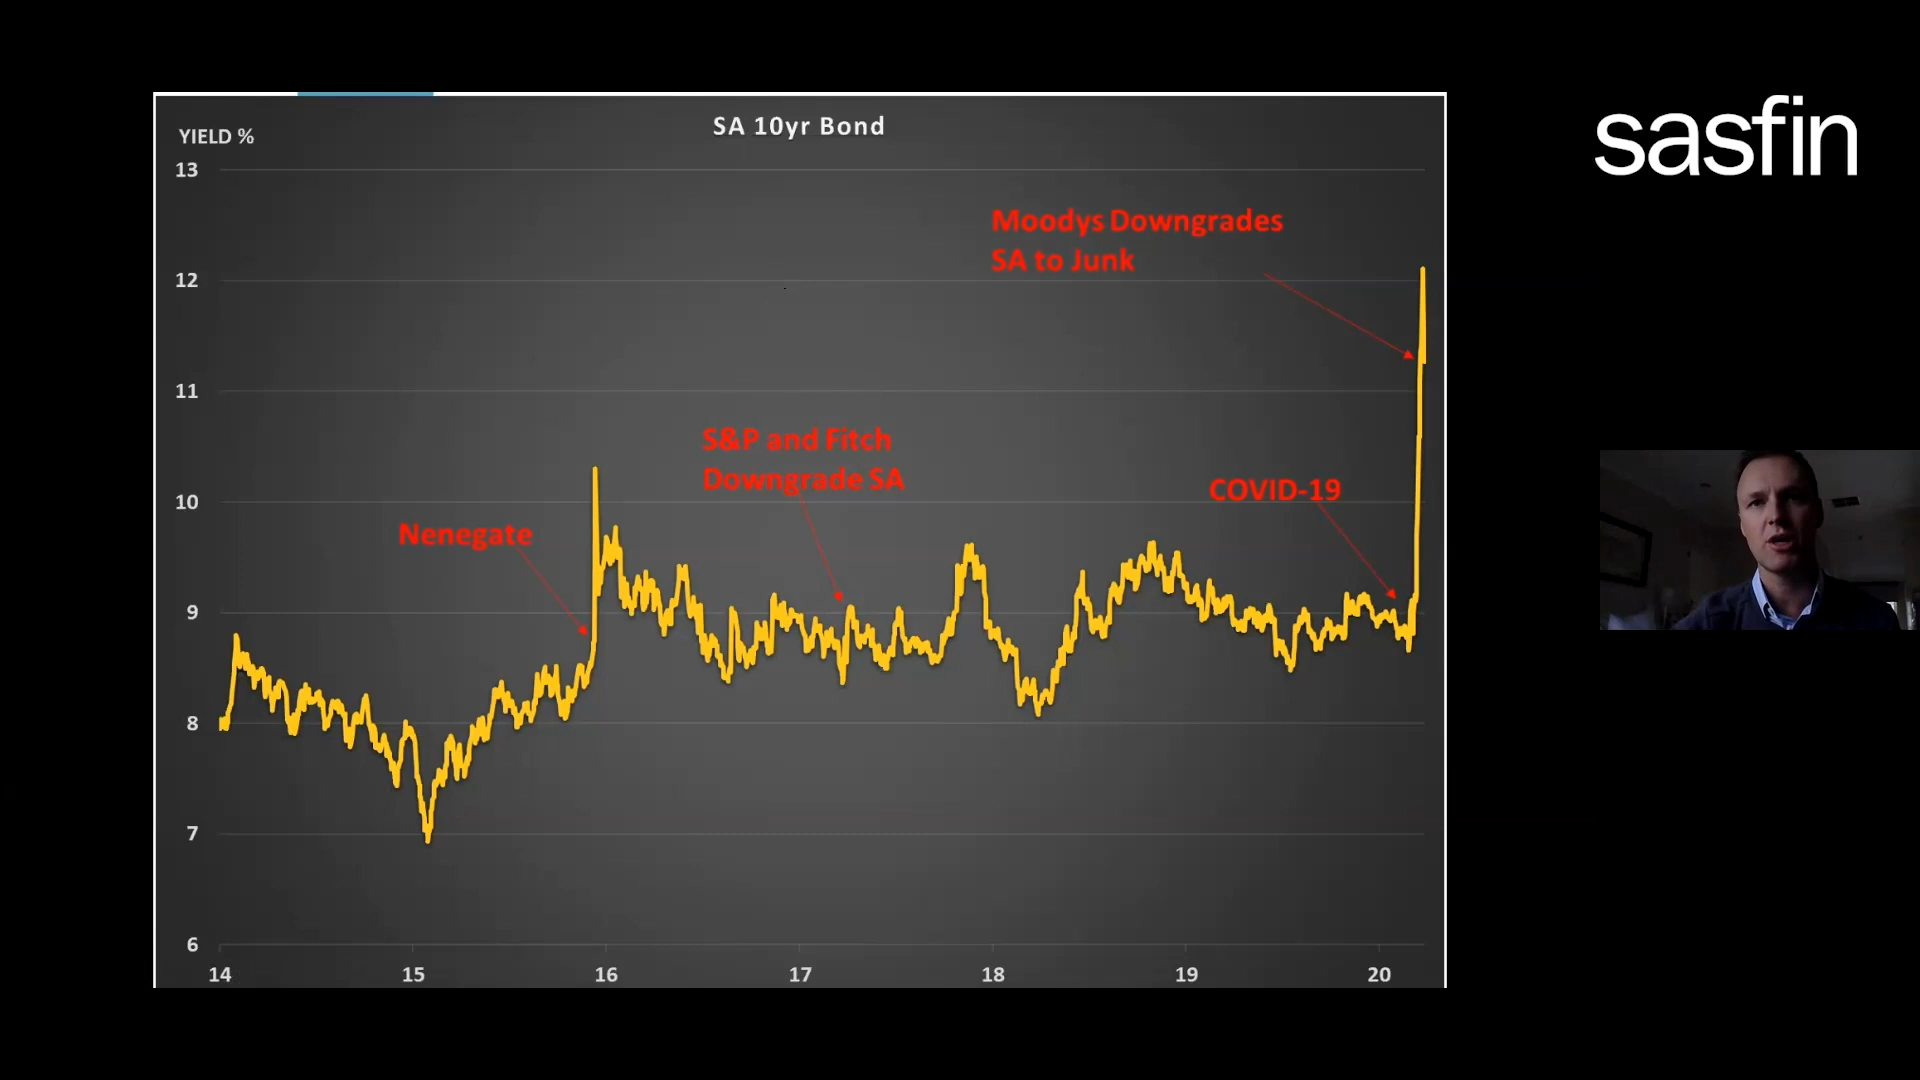 SA 10yr Bond
YIELD %
13
12
11
10
9
8
7
6
14 15 16 17 18 19 20
Moodys Downgrades
SA to Junk
S&P and Fitch
Downgrade SA
COVID-19
Nenegate
sasfin